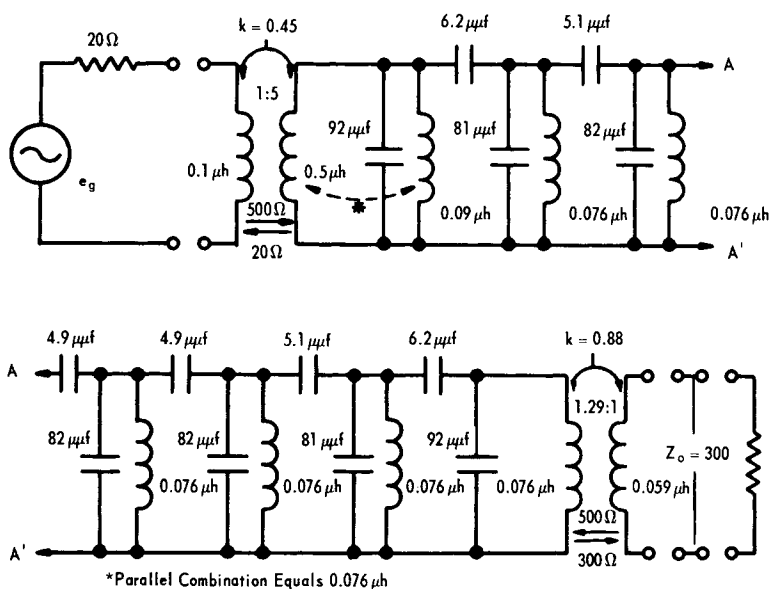 k = 0.45
6.2 μμf
5.1 μμf
20Ω
A
1:5
92 μμf
81 μμf
82 μμf
0.1 μh
0.5 μh
e g
*
500Ω
20Ω
0.09 μh
0.076 μh
0.076 μh
A'
4.9 μμf
4.9 μμf
5.1 μμf
6.2 μμf
k = 0.88
A
1.29:1
82 μμf
82 μμf
81 μμf
92 μμf
Zo = 300
0.076 μh
0.076 μh
0.076 μh
0.076 μh
0.059 μh
500Ω
300Ω
A'
*Parallel Combination Equals 0.076 μh